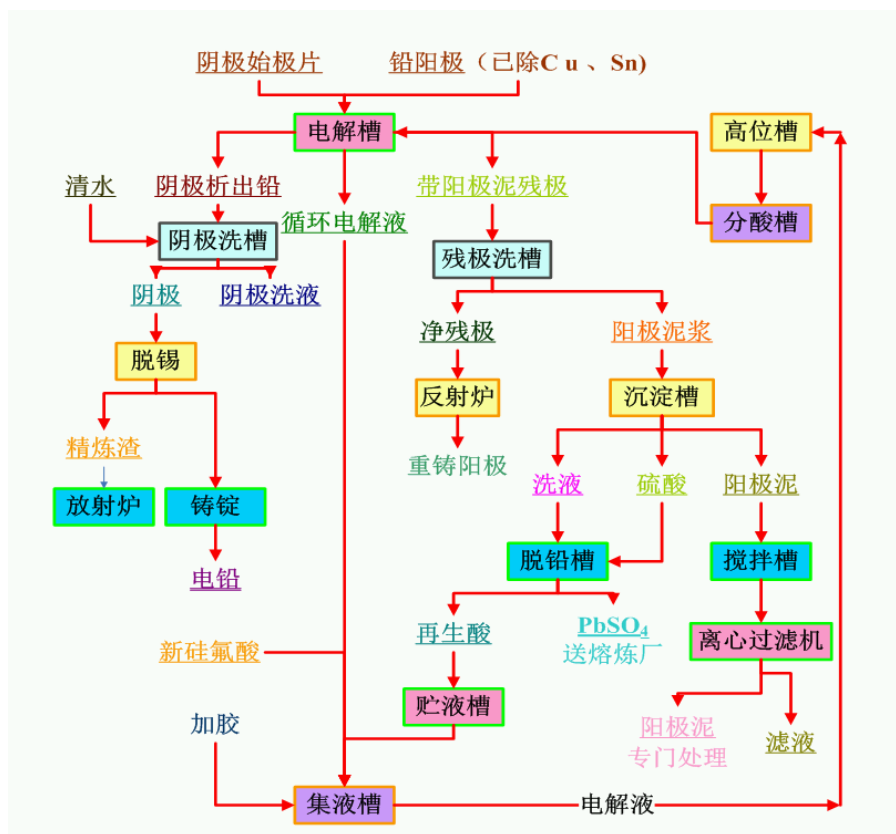 阴极始极片
铅阳极（已除C u 、Sn)
电解槽
高位槽
清水
阴极析出铅
带阳极泥残极
循环电解液
分酸槽
阴极洗槽
残极洗槽
阴极
阴极洗液
净残极
阳极泥浆
脱锡
反射炉
沉淀槽
精炼渣
重铸阳极
洗液
硫酸
阳极泥
放射炉
铸锭
脱铅槽
搅拌槽
电铅
再生酸
PbSO₄
送熔炼厂
离心过滤机
新硅氟酸
贮液槽
加胶
阳极泥
专门处理
滤液
集液槽
电解液